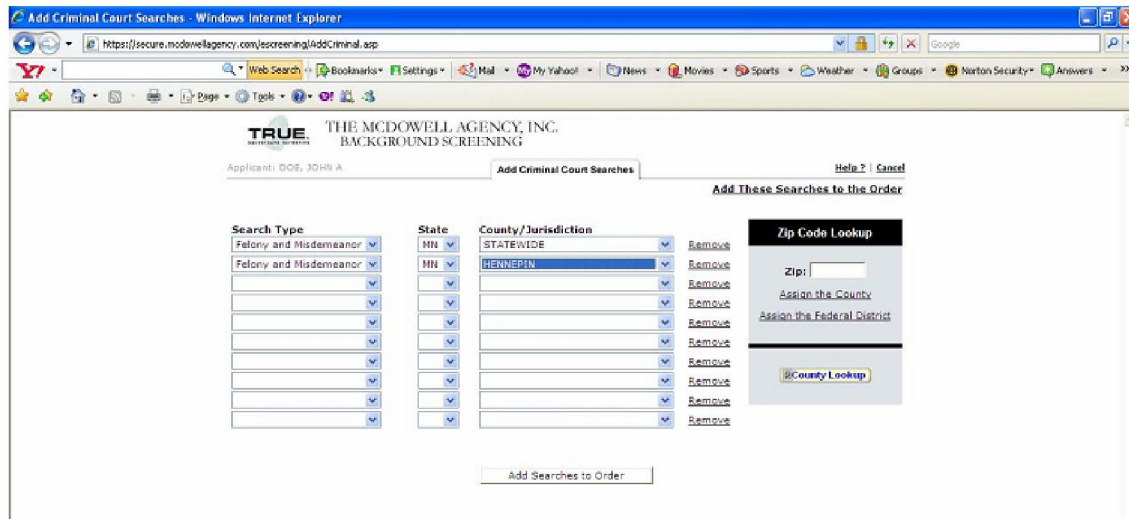 Add Criminal Court Searches - Windows Internet Explorer
https://secure.mcdowellagency.com/escreening/AddCriminal.asp
Google
Y! Web Search Bookmarks Settings Mail My Yahoo! News Movies Sports Weather Groups Norton Security Answers
Page Tools
TRUE. THE MCDOWELL AGENCY, INC.
BACKGROUND SCREENING
Applicant: DOE, JOHN A
Add Criminal Court Searches
Help ? | Cancel
Add These Searches to the Order
Search Type State County/Jurisdiction
Felony and Misdemeanor MN STATEWIDE Remove
Felony and Misdemeanor MN HENNEPIN Remove
Remove
Remove
Remove
Remove
Remove
Remove
Remove
Remove
Zip Code Lookup
Zip:
Assign the County
Assign the Federal District
County Lookup
Add Searches to Order